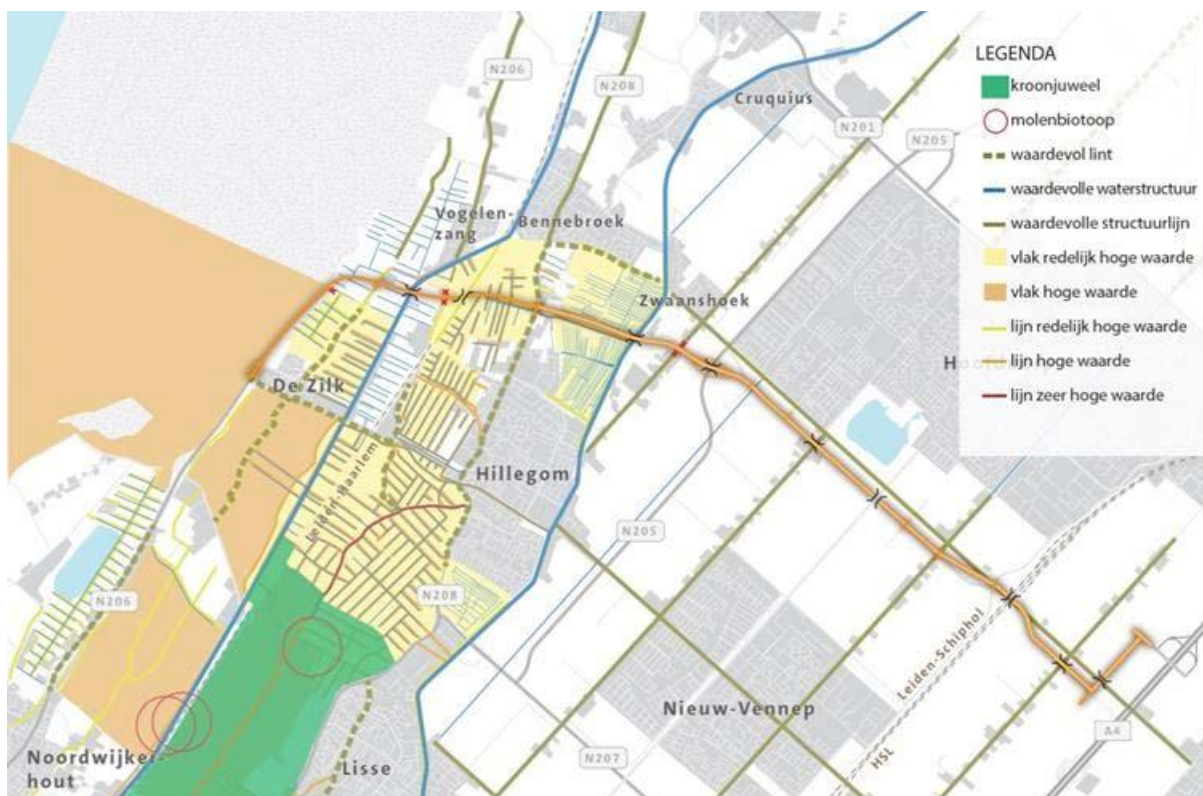 N206
N208
Cruquius
N201
N205
LEGENDA
kroonjuweel
molenbiotoop
waardevol lint
waardevolle waterstructuur
waardevolle structuurlijn
vlak redelijk hoge waarde
vlak hoge waarde
lijn redelijk hoge waarde
lijn hoge waarde
lijn zeer hoge waarde
Vogelen-
zang
Bennebroek
Zwaanshoek
De Zilk
Hillegom
Leiden-Haarlem
N205
N206
N208
Leiden-Schiphol
HSL
Nieuw-Vennep
A4
Noordwijker-
hout
Lisse
N207